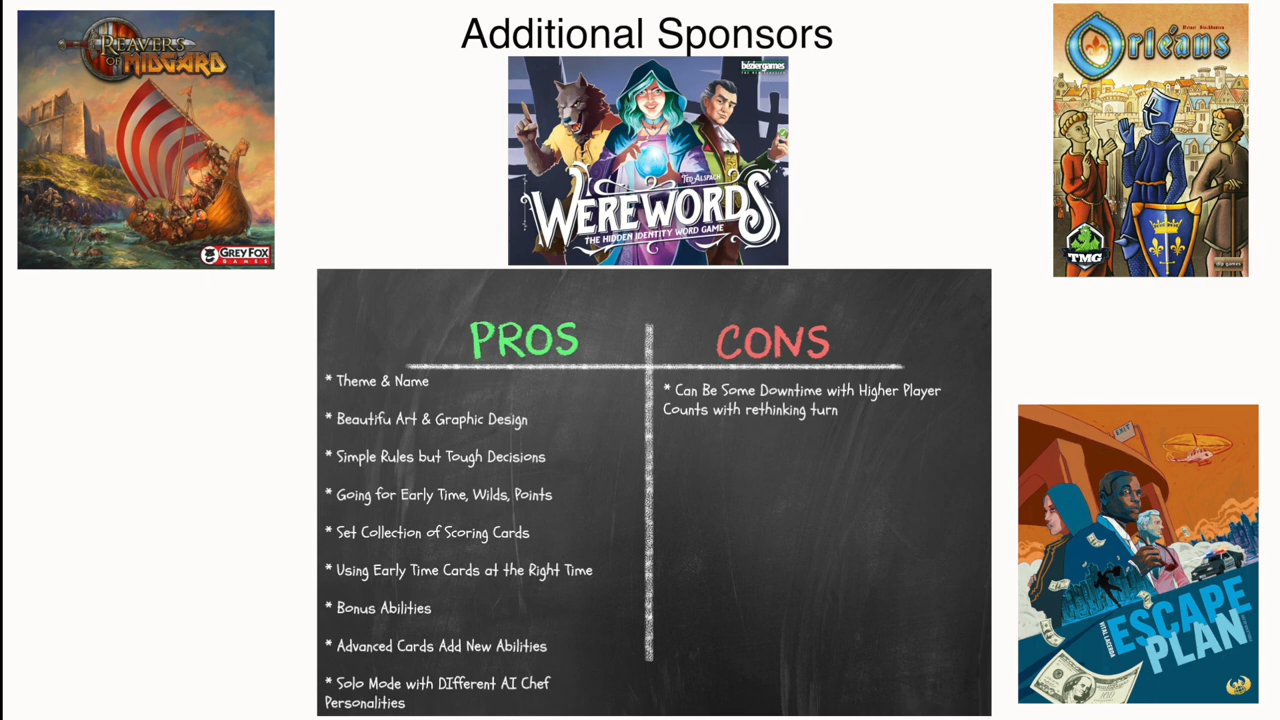 Additional Sponsors
REAVERS
OF MIDGARD
GREY FOX
GAMES
béziergames
TED ALSPACH
WEREWORDS
THE HIDDEN IDENTITY WORD GAME
Orléans
TMG
dlp games
PROS
* Theme & Name
* Beautifu Art & Graphic Design
* Simple Rules but Tough Decisions
* Going for Early Time, Wilds, Points
* Set Collection of Scoring Cards
* Using Early Time Cards at the Right Time
* Bonus Abilities
* Advanced Cards Add New Abilities
* Solo Mode with DIfferent AI Chef
Personalities
CONS
* Can Be Some Downtime with Higher Player
Counts with rethinking turn
EXIT
VITAL LACERDA
ESCAPE
PLAN